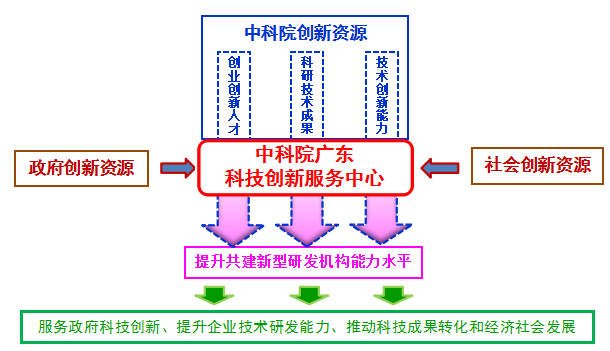 中科院创新资源
创业创新人才
科研技术成果
技术创新能力
政府创新资源
中科院广东
科技创新服务中心
社会创新资源
提升共建新型研发机构能力水平
服务政府科技创新、提升企业技术研发能力、推动科技成果转化和经济社会发展